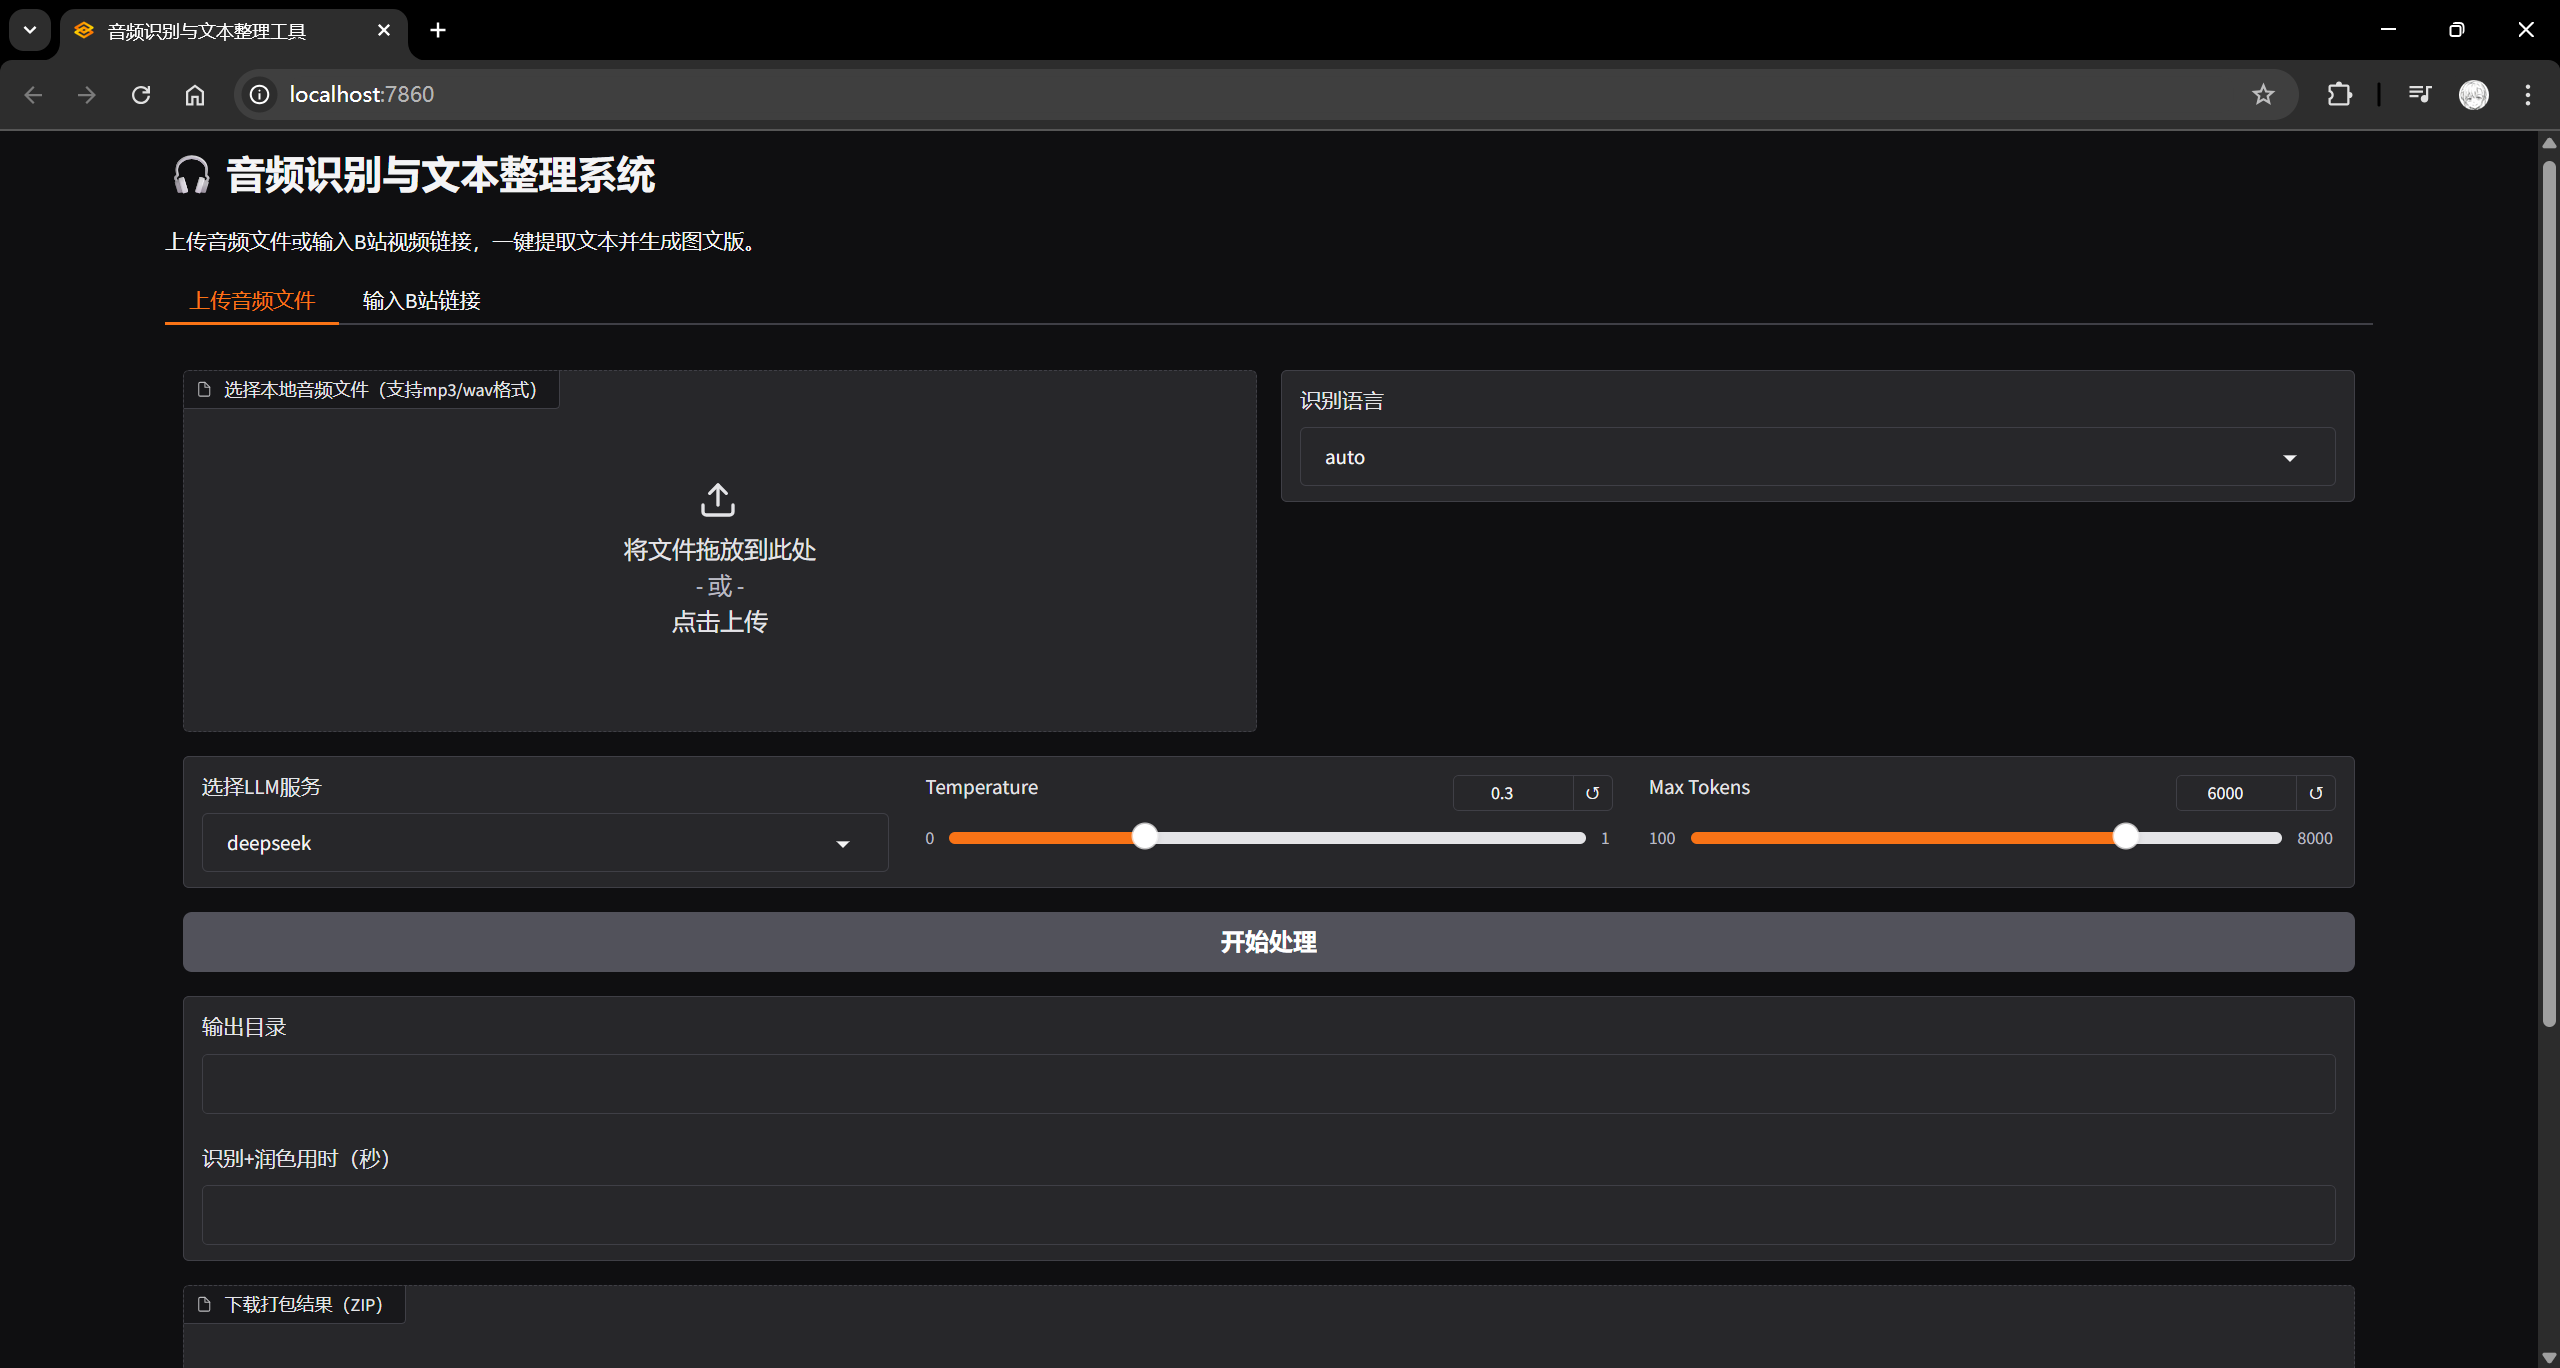 音频识别与文本整理工具
localhost:7860
音频识别与文本整理系统
上传音频文件或输入B站视频链接，一键提取文本并生成图文版。
上传音频文件
输入B站链接
选择本地音频文件（支持mp3/wav格式）
将文件拖放到此处
- 或 -
点击上传
识别语言
auto
选择LLM服务
deepseek
Temperature
0.3
0
1
Max Tokens
6000
100
8000
开始处理
输出目录
识别+润色用时（秒）
下载打包结果（ZIP）